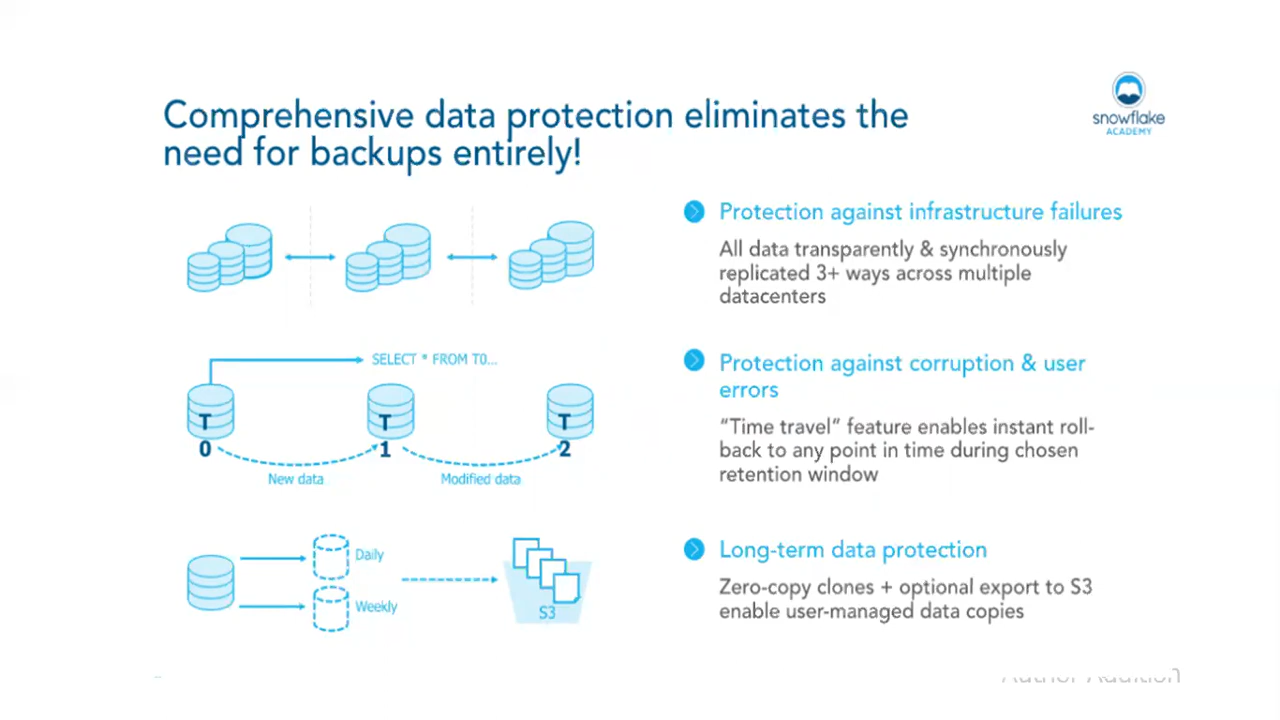 Comprehensive data protection eliminates the
need for backups entirely!
snowflake
ACADEMY
Protection against infrastructure failures
All data transparently & synchronously
replicated 3+ ways across multiple
datacenters
SELECT * FROM T0...
T
0
T
1
T
2
New data
Modified data
Protection against corruption & user
errors
“Time travel” feature enables instant roll-
back to any point in time during chosen
retention window
Daily
Weekly
S3
Long-term data protection
Zero-copy clones + optional export to S3
enable user-managed data copies